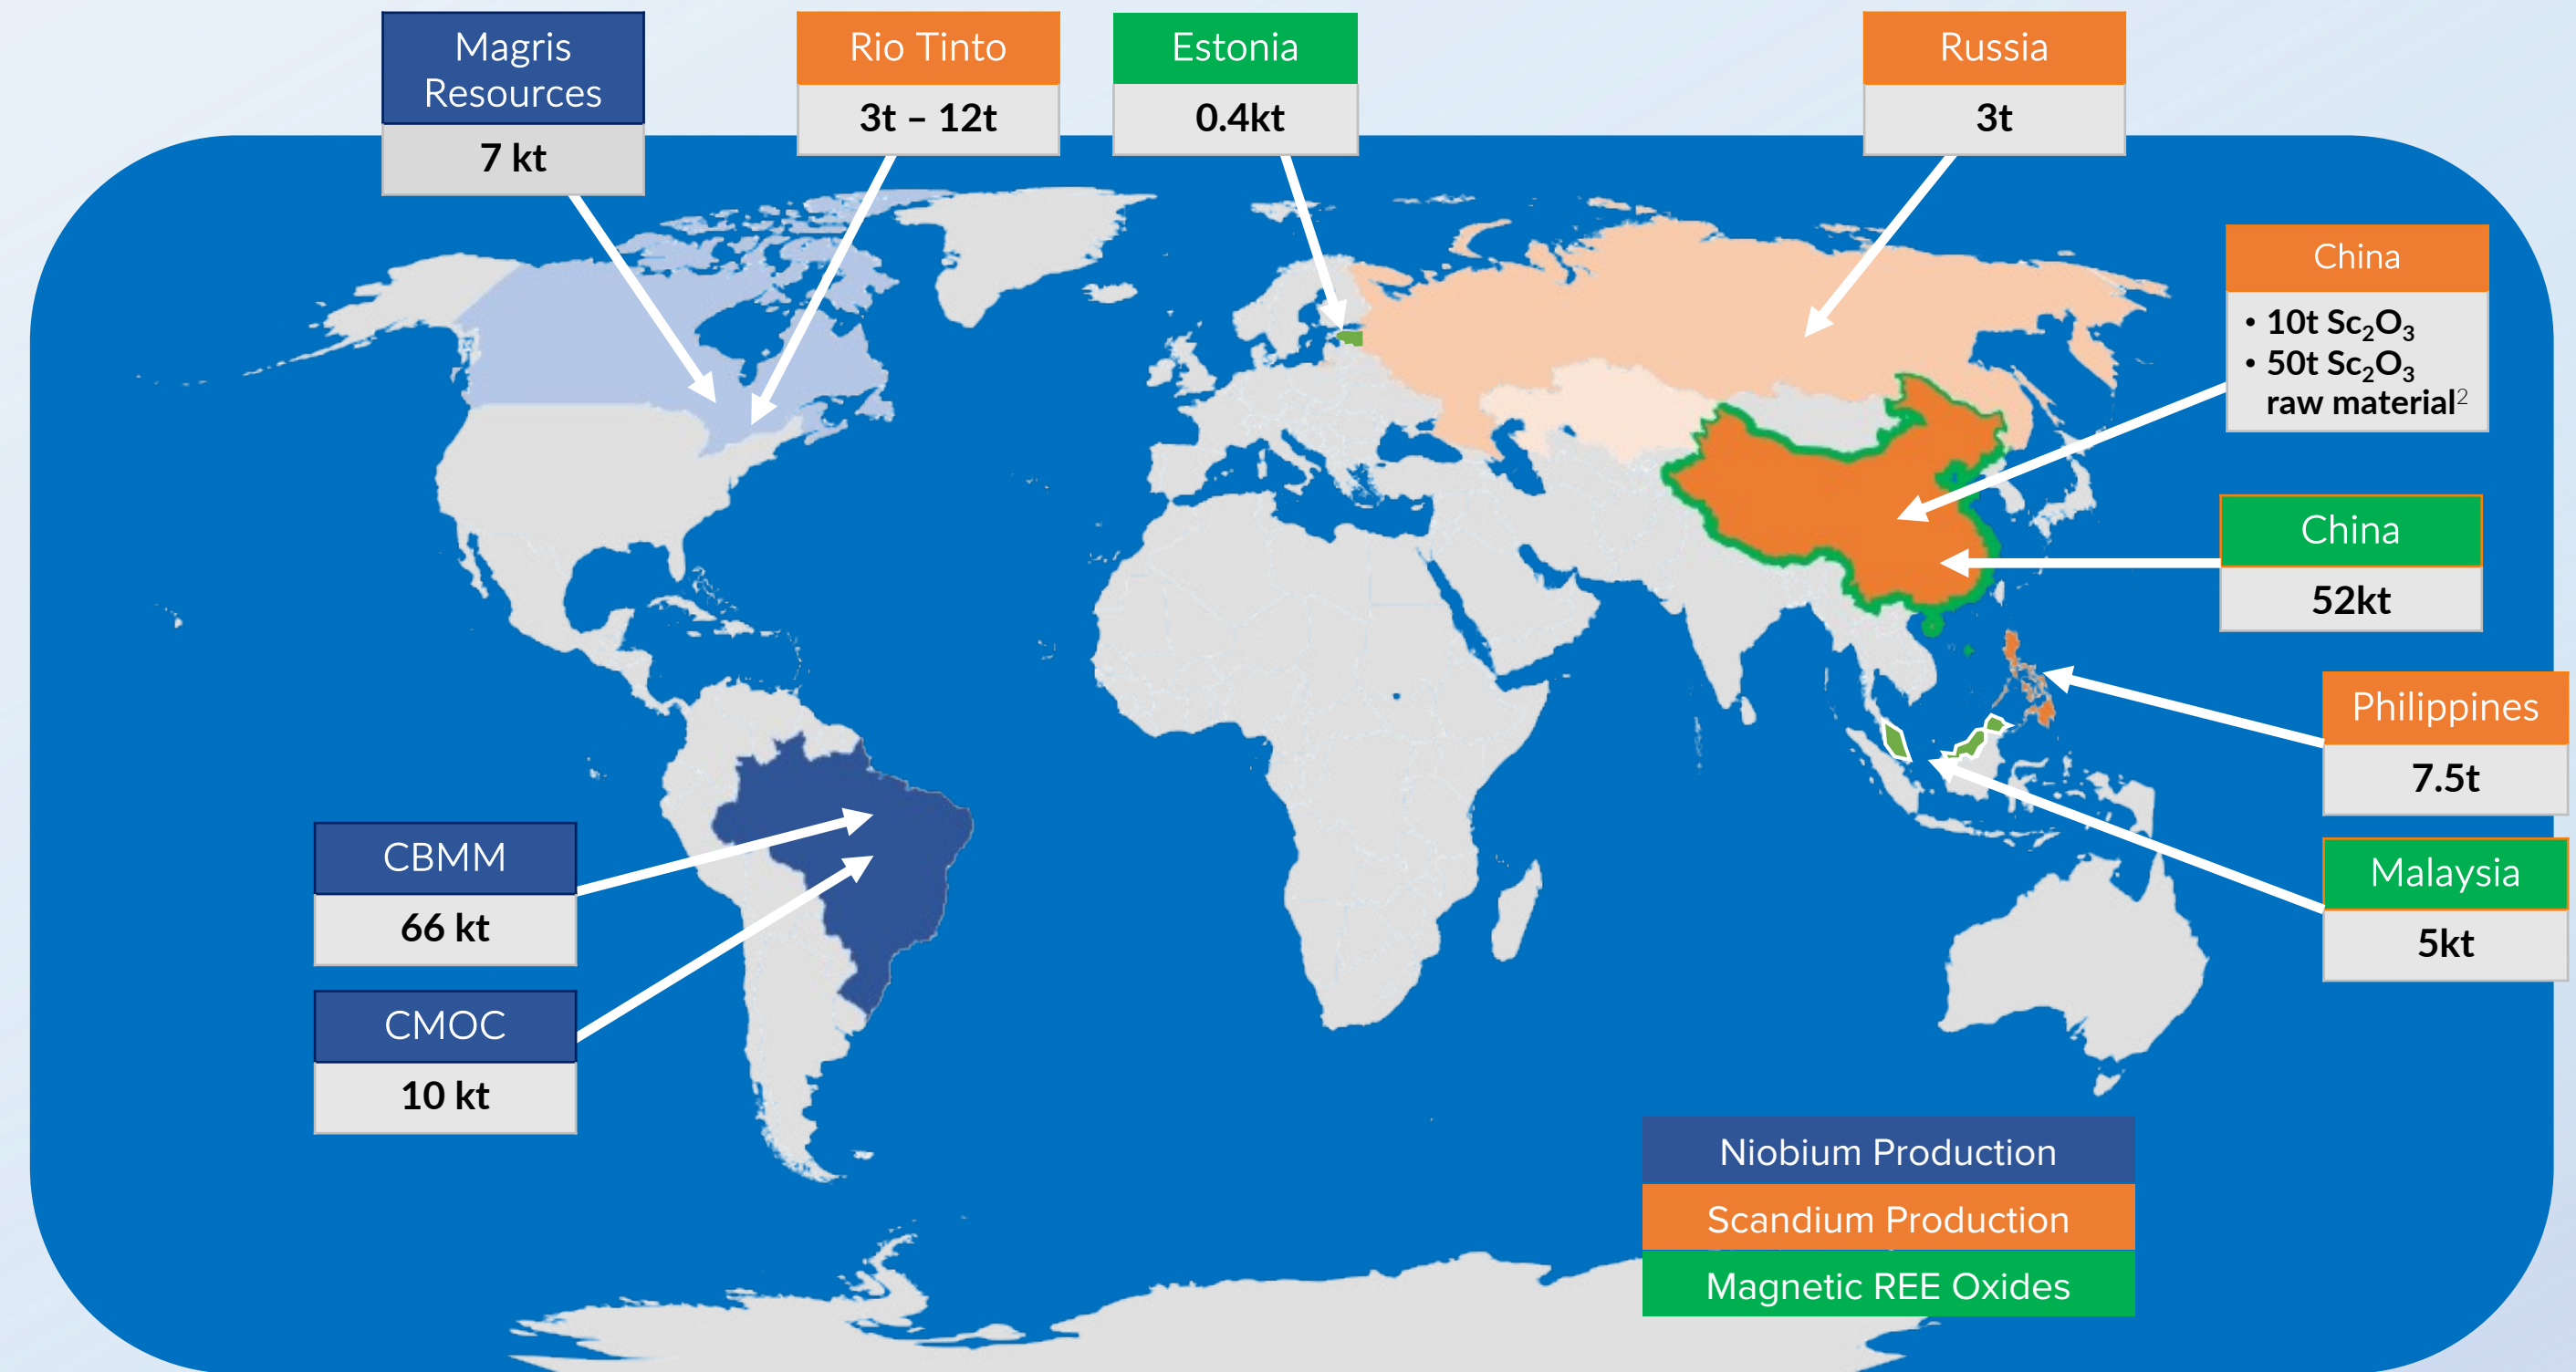 Magris
Resources
7 kt
Rio Tinto
3t – 12t
Estonia
0.4kt
Russia
3t
China
• 10t Sc₂O₃
• 50t Sc₂O₃
raw material²
China
52kt
Philippines
7.5t
Malaysia
5kt
CBMM
66 kt
CMOC
10 kt
Niobium Production
Scandium Production
Magnetic REE Oxides